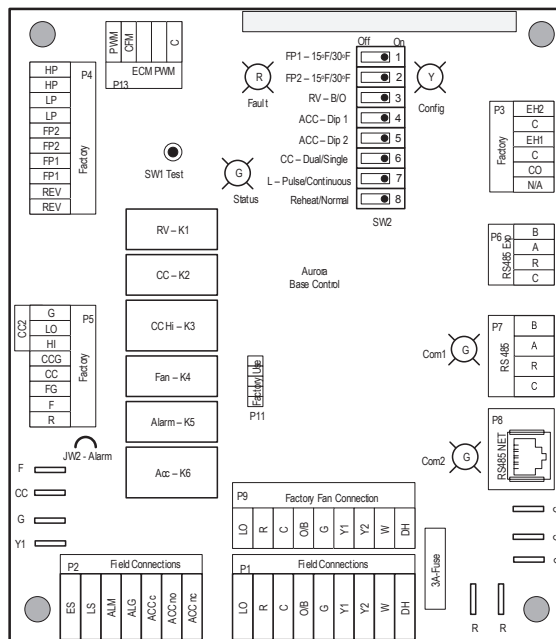 PWM
CFM
C
ECM PWM
P13
Off On
FP1 – 15ºF/30ºF 1
FP2 – 15ºF/30ºF 2
RV – B/O 3
ACC – Dip 1 4
ACC – Dip 2 5
CC – Dual/Single 6
L – Pulse/Continuous 7
Reheat/Normal 8
SW2
R
Fault
Y
Config
G
Status
SW1 Test
P4
HP
HP
LP
LP
FP2
FP2
FP1
FP1
REV
REV
Factory
P3
EH2
C
EH1
C
CO
N/A
Factory
RV – K1
CC – K2
CC Hi – K3
Fan – K4
Alarm – K5
Acc – K6
Aurora
Base Control
P6
RS485 Exp
B
A
R
C
CC2
P5
G
LO
HI
CCG
CC
FG
F
R
Factory
JW2 - Alarm
Factory Use
P11
P7
RS 485
B
A
R
C
Com1
G
P8
RS485 NET
Com2
G
F
CC
G
Y1
P9 Factory Fan Connection
LO R C O/B G Y1 Y2 W DH
P2 Field Connections
ES LS ALM ALG ACC c ACC no ACC nc
P1 Field Connections
LO R C O/B G Y1 Y2 W DH
3A-Fuse
R R